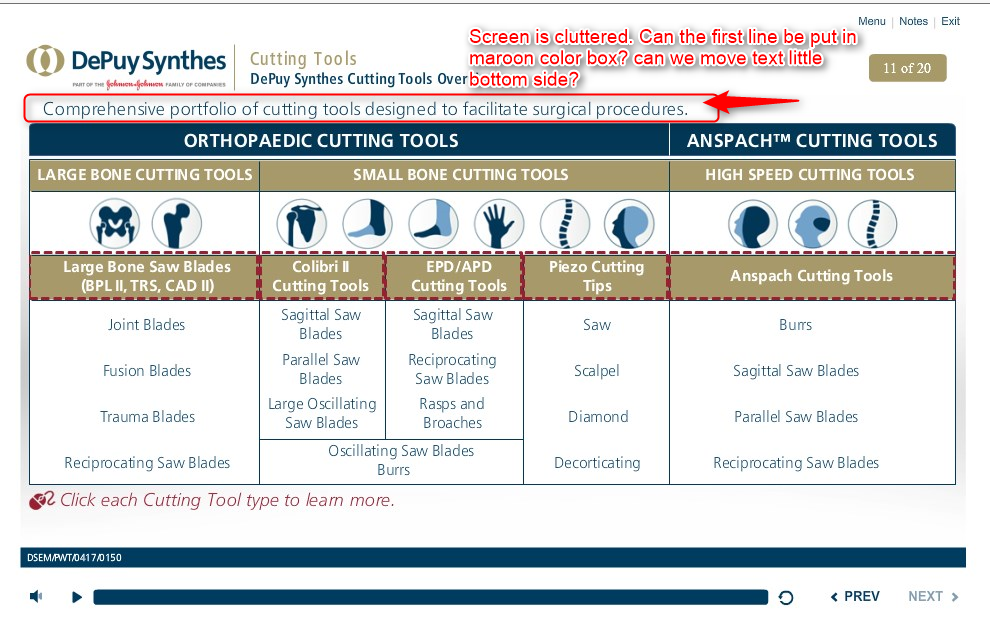 Menu | Notes | Exit
DePuy Synthes
PART OF THE Johnson & Johnson FAMILY OF COMPANIES
Cutting Tools
DePuy Synthes Cutting Tools Over
Screen is cluttered. Can the first line be put in
maroon color box? can we move text little
bottom side?
11 of 20
Comprehensive portfolio of cutting tools designed to facilitate surgical procedures.
ORTHOPAEDIC CUTTING TOOLS
ANSPACH™ CUTTING TOOLS
LARGE BONE CUTTING TOOLS
SMALL BONE CUTTING TOOLS
HIGH SPEED CUTTING TOOLS
Large Bone Saw Blades
(BPL II, TRS, CAD II)
Colibri II
Cutting Tools
EPD/APD
Cutting Tools
Piezo Cutting
Tips
Anspach Cutting Tools
Joint Blades
Fusion Blades
Trauma Blades
Reciprocating Saw Blades
Sagittal Saw
Blades
Parallel Saw
Blades
Large Oscillating
Saw Blades
Sagittal Saw
Blades
Reciprocating
Saw Blades
Rasps and
Broaches
Oscillating Saw Blades
Burrs
Saw
Scalpel
Diamond
Decorticating
Burrs
Sagittal Saw Blades
Parallel Saw Blades
Reciprocating Saw Blades
Click each Cutting Tool type to learn more.
DSEM/PWT/0417/0150
PREV
NEXT